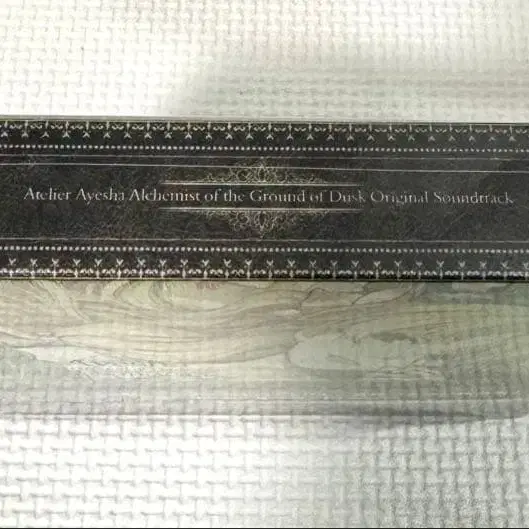 Atelier Ayesha Alchemist of the Ground of Dusk Original Soundtrack